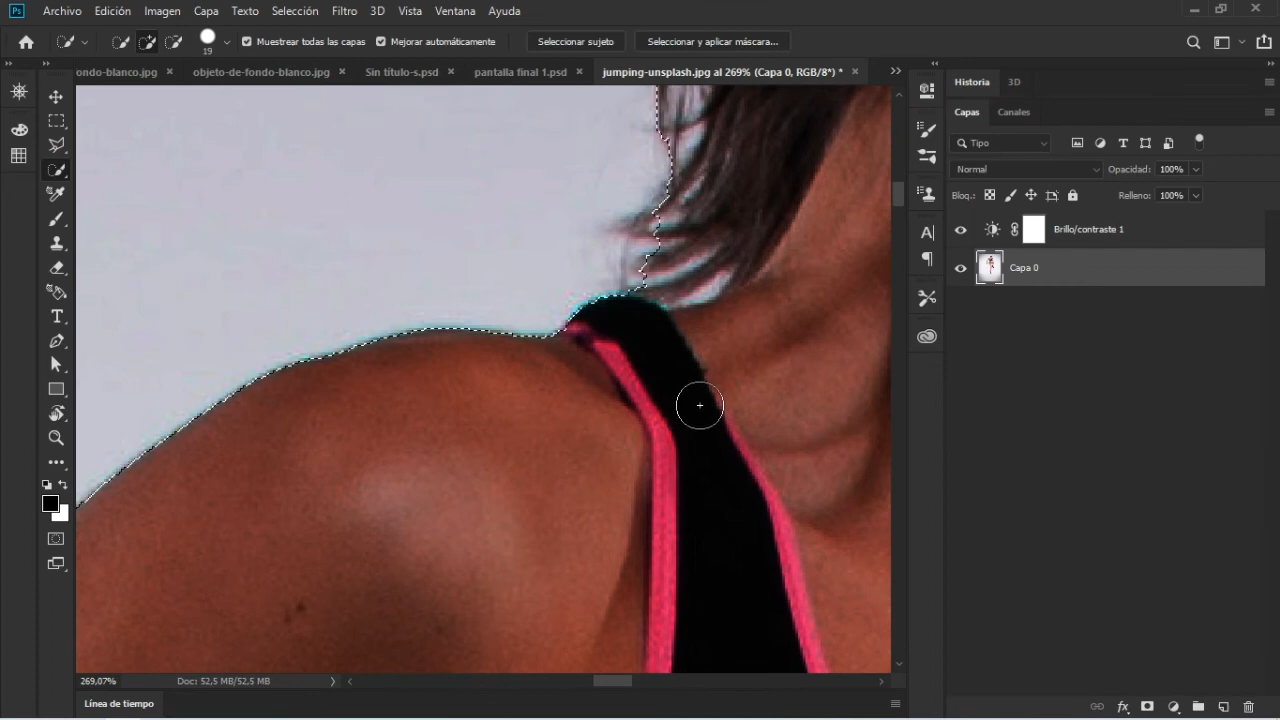 Ps Archivo Edición Imagen Capa Texto Selección Filtro 3D Vista Ventana Ayuda
19 Muestrear todas las capas Mejorar automáticamente Seleccionar sujeto Seleccionar y aplicar máscara...
ondo-blanco.jpg × objeto-de-fondo-blanco.jpg × Sin título-s.psd × pantalla final 1.psd × jumping-unsplash.jpg al 269% (Capa 0, RGB/8*) * ×
Historia 3D
Capas Canales
Tipo
Normal Opacidad: 100%
Bloq.: Relleno: 100%
Brillo/contraste 1
Capa 0
269,07% Doc: 52,5 MB/52,5 MB
Línea de tiempo